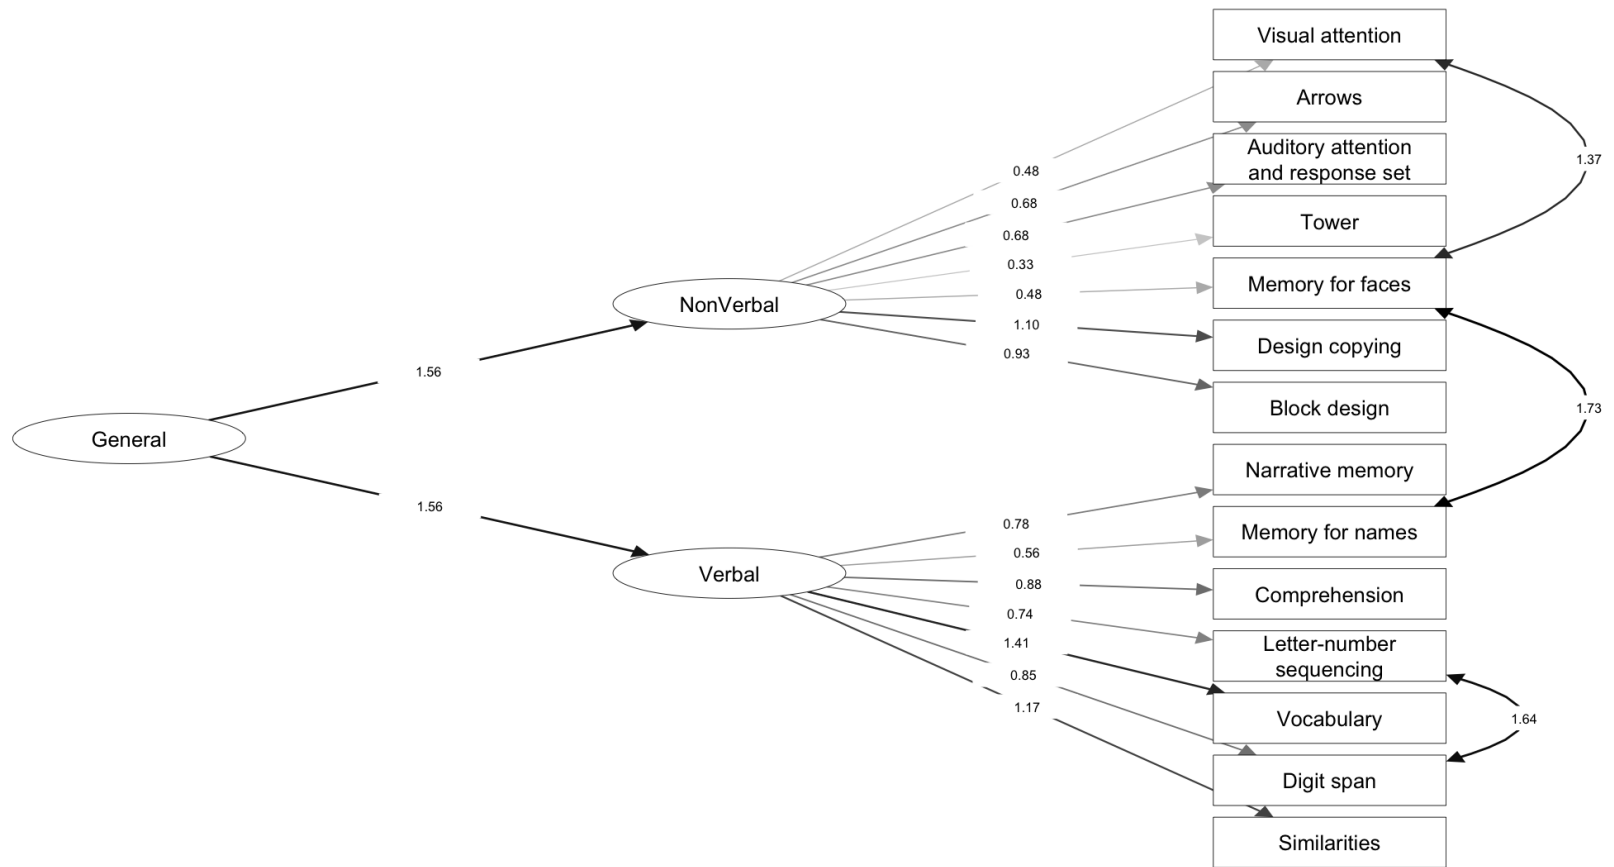 Visual attention
Arrows
Auditory attention
and response set
Tower
Memory for faces
Design copying
Block design
Narrative memory
Memory for names
Comprehension
Letter-number
sequencing
Vocabulary
Digit span
Similarities
NonVerbal
Verbal
General
1.56
1.56
0.48
0.68
0.68
0.33
0.48
1.10
0.93
0.78
0.56
0.88
0.74
1.41
0.85
1.17
1.37
1.73
1.64